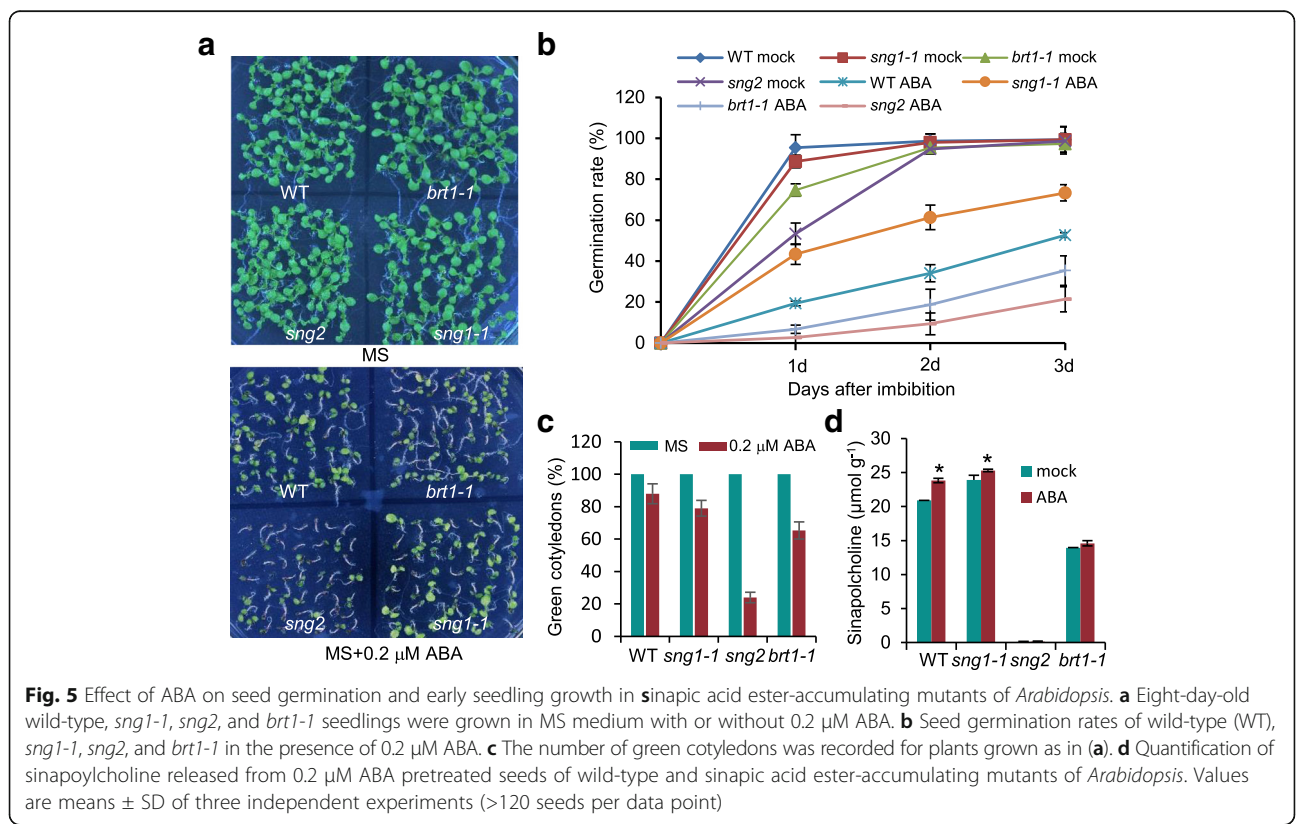 a
WT
brt1-1
sng2
sng1-1
MS
WT
brt1-1
sng2
sng1-1
MS+0.2 µM ABA
b
WT mock sng1-1 mock brt1-1 mock
sng2 mock WT ABA sng1-1 ABA
brt1-1 ABA sng2 ABA
Germination rate (%)
120
100
80
60
40
20
0
1d 2d 3d
Days after imbibition
c
MS 0.2 µM ABA
Green cotyledons (%)
120
100
80
60
40
20
0
WT sng1-1 sng2 brt1-1
d
mock
ABA
Sinapolcholine (µmol g⁻¹)
30
25
20
15
10
5
0
* *
WT sng1-1 sng2 brt1-1
Fig. 5 Effect of ABA on seed germination and early seedling growth in sinapic acid ester-accumulating mutants of Arabidopsis. a Eight-day-old
wild-type, sng1-1, sng2, and brt1-1 seedlings were grown in MS medium with or without 0.2 µM ABA. b Seed germination rates of wild-type (WT),
sng1-1, sng2, and brt1-1 in the presence of 0.2 µM ABA. c The number of green cotyledons was recorded for plants grown as in (a). d Quantification of
sinapoylcholine released from 0.2 µM ABA pretreated seeds of wild-type and sinapic acid ester-accumulating mutants of Arabidopsis. Values
are means ± SD of three independent experiments (>120 seeds per data point)